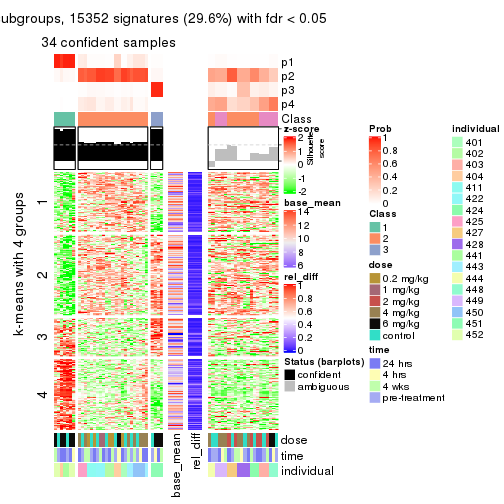 ubgroups, 15352 signatures (29.6%) with fdr < 0.05
34 confident samples
p1
p2
p3
p4
Class
z-score
2
1
0
-1
-2
Silhouette
score
base_mean
14
12
10
8
6
rel_diff
1
0.8
0.6
0.4
0.2
0
Status (barplots)
confident
ambiguous
k-means with 4 groups
1
2
3
4
base_mean
rel_diff
dose
time
individual
Prob
1
0.8
0.6
0.4
0.2
0
Class
1
2
3
dose
0.2 mg/kg
1 mg/kg
2 mg/kg
4 mg/kg
6 mg/kg
control
time
24 hrs
4 hrs
4 wks
pre-treatment
individual
401
402
403
404
411
422
424
425
427
428
441
443
444
448
449
450
451
452